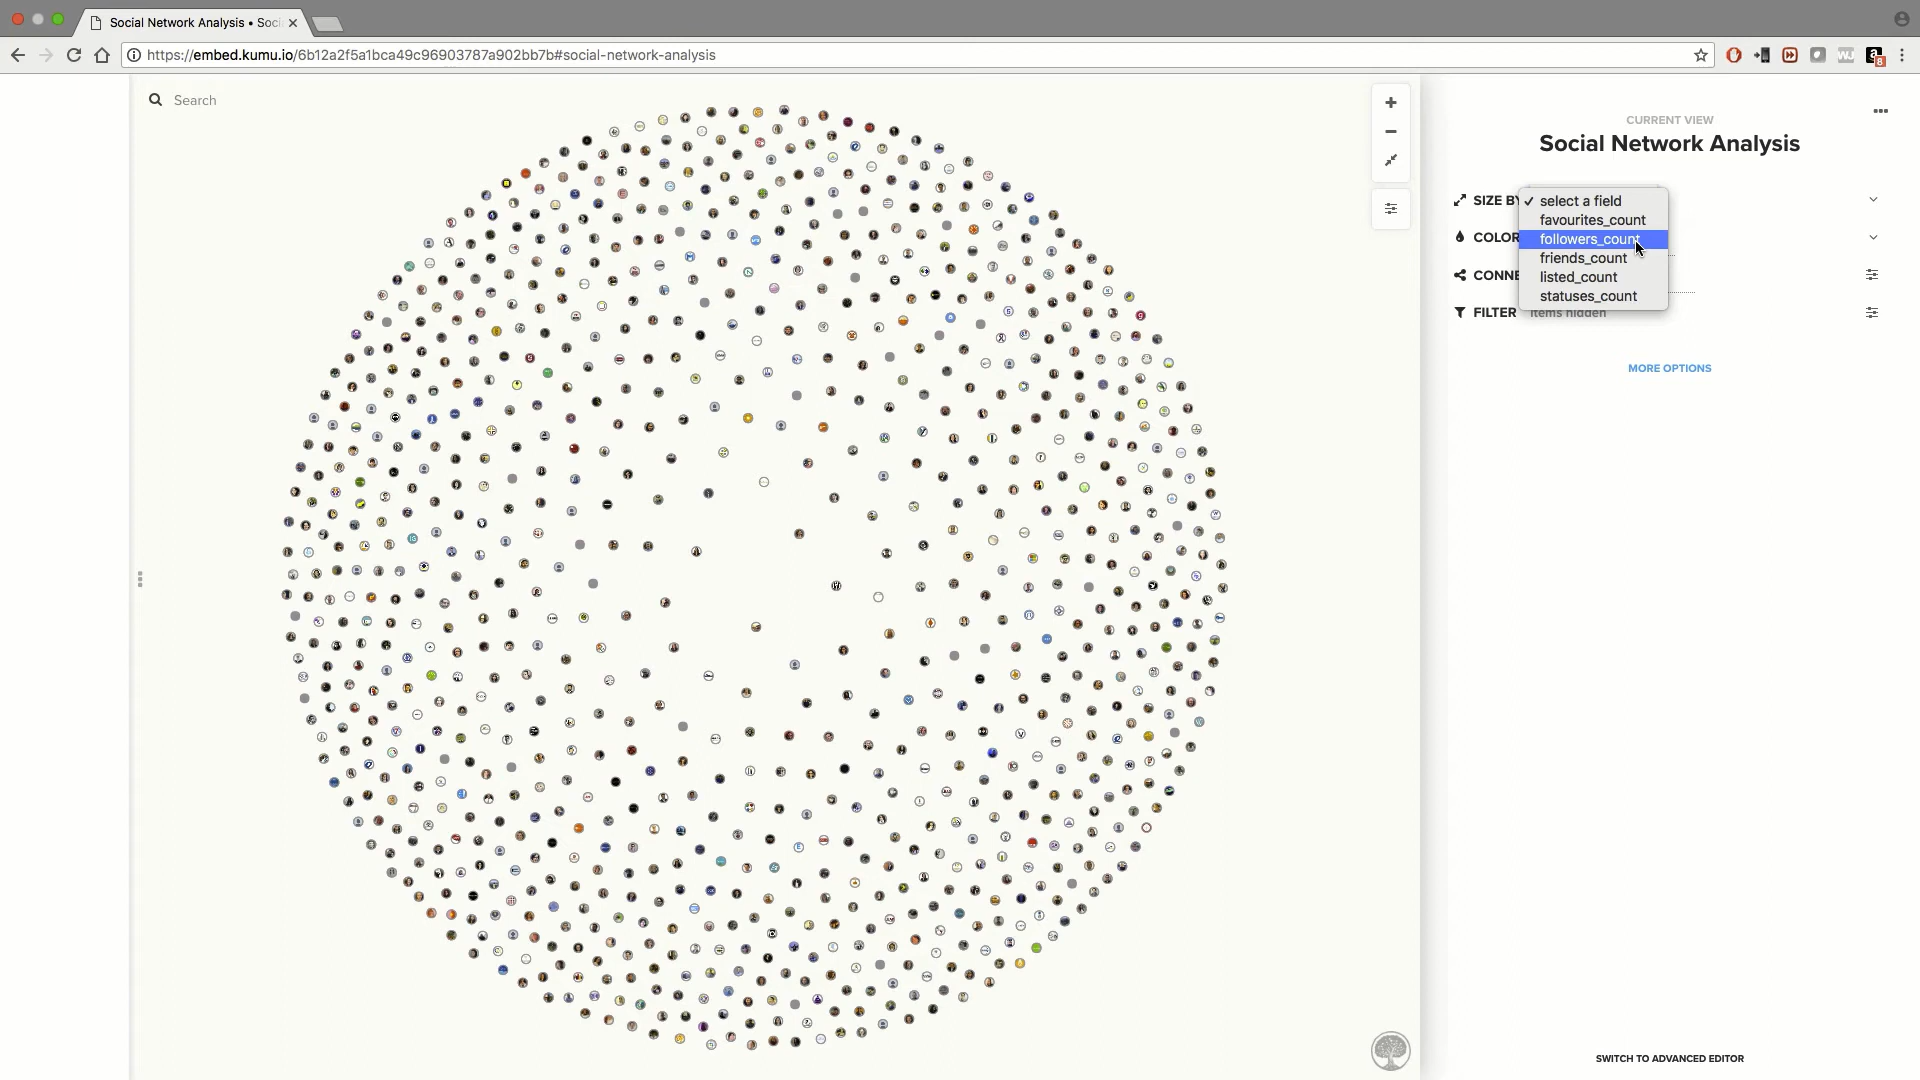 Social Network Analysis • Soci
https://embed.kumu.io/6b12a2f5a1bca49c96903787a902bb7b#social-network-analysis
8
Search
CURRENT VIEW
Social Network Analysis
SIZE BY
✓ select a field
favourites_count
COLOR
followers_count
friends_count
CONNE
listed_count
statuses_count
FILTER items hidden
MORE OPTIONS
SWITCH TO ADVANCED EDITOR